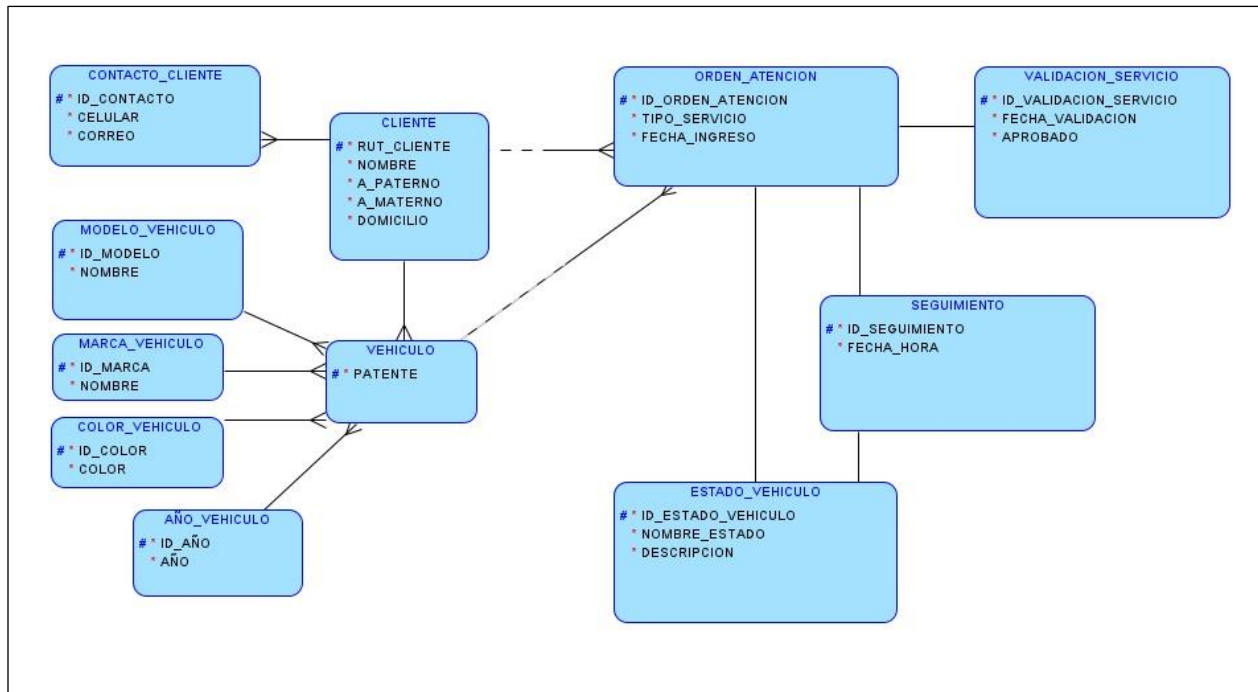 CONTACTO_CLIENTE
# * ID_CONTACTO
* CELULAR
* CORREO
CLIENTE
# * RUT_CLIENTE
* NOMBRE
* A_PATERNO
* A_MATERNO
* DOMICILIO
ORDEN_ATENCION
# * ID_ORDEN_ATENCION
* TIPO_SERVICIO
* FECHA_INGRESO
VALIDACION_SERVICIO
# * ID_VALIDACION_SERVICIO
* FECHA_VALIDACION
* APROBADO
MODELO_VEHICULO
# * ID_MODELO
* NOMBRE
MARCA_VEHICULO
# * ID_MARCA
* NOMBRE
VEHICULO
# * PATENTE
SEGUIMIENTO
# * ID_SEGUIMIENTO
* FECHA_HORA
COLOR_VEHICULO
# * ID_COLOR
* COLOR
AÑO_VEHICULO
# * ID_AÑO
* AÑO
ESTADO_VEHICULO
# * ID_ESTADO_VEHICULO
* NOMBRE_ESTADO
* DESCRIPCION